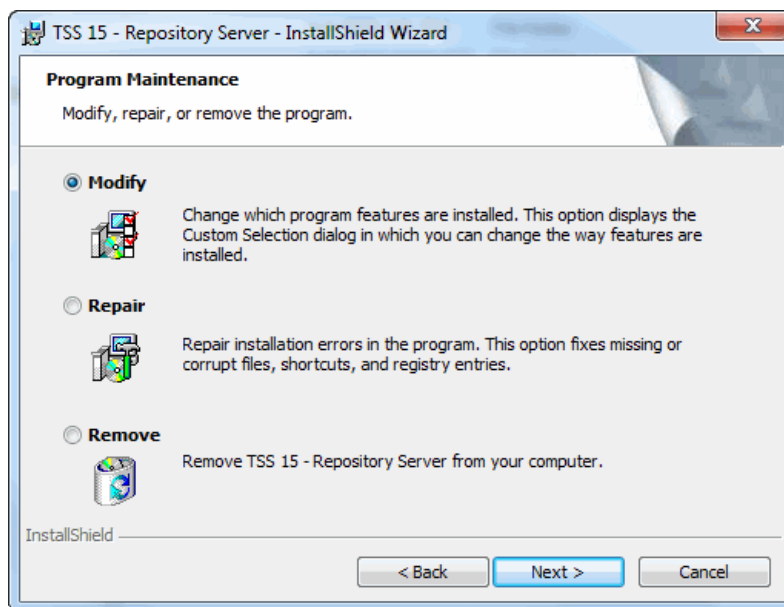 TSS 15 - Repository Server - InstallShield Wizard
Program Maintenance
Modify, repair, or remove the program.
Modify
Change which program features are installed. This option displays the
Custom Selection dialog in which you can change the way features are
installed.
Repair
Repair installation errors in the program. This option fixes missing or
corrupt files, shortcuts, and registry entries.
Remove
Remove TSS 15 - Repository Server from your computer.
InstallShield
< Back
Next >
Cancel